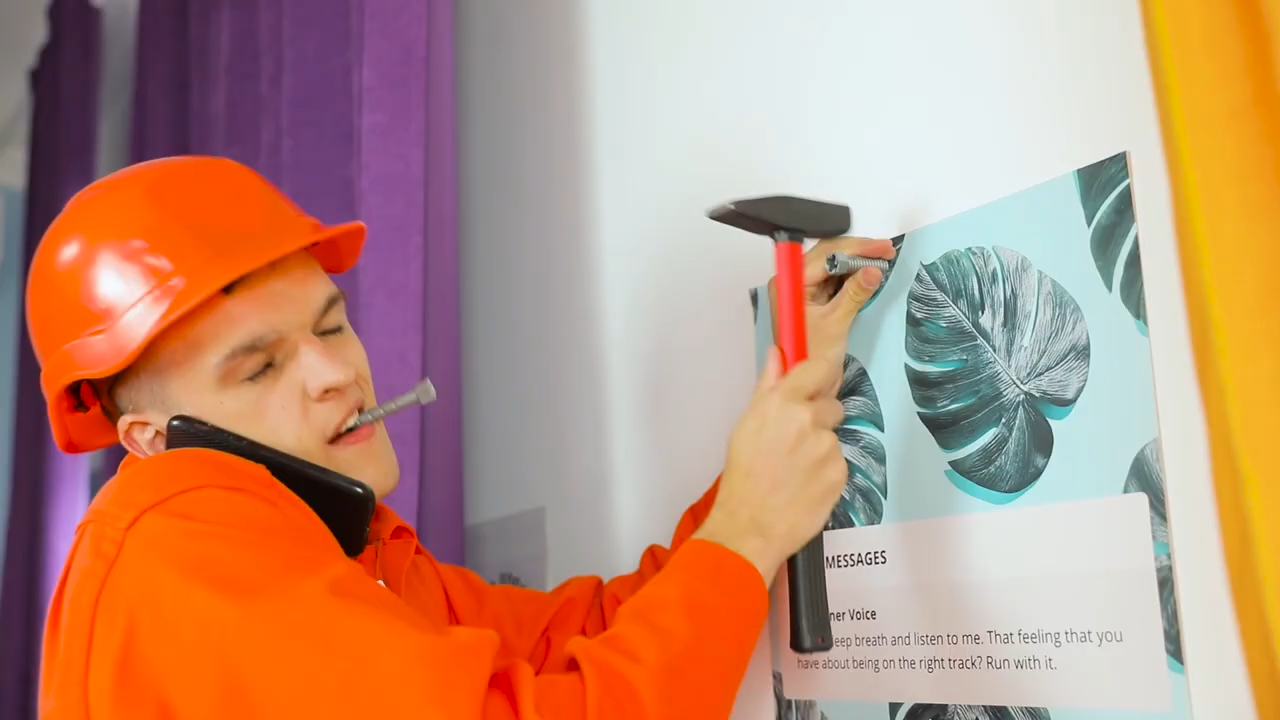 MESSAGES
ner Voice
eep breath and listen to me. That feeling that you
have about being on the right track? Run with it.